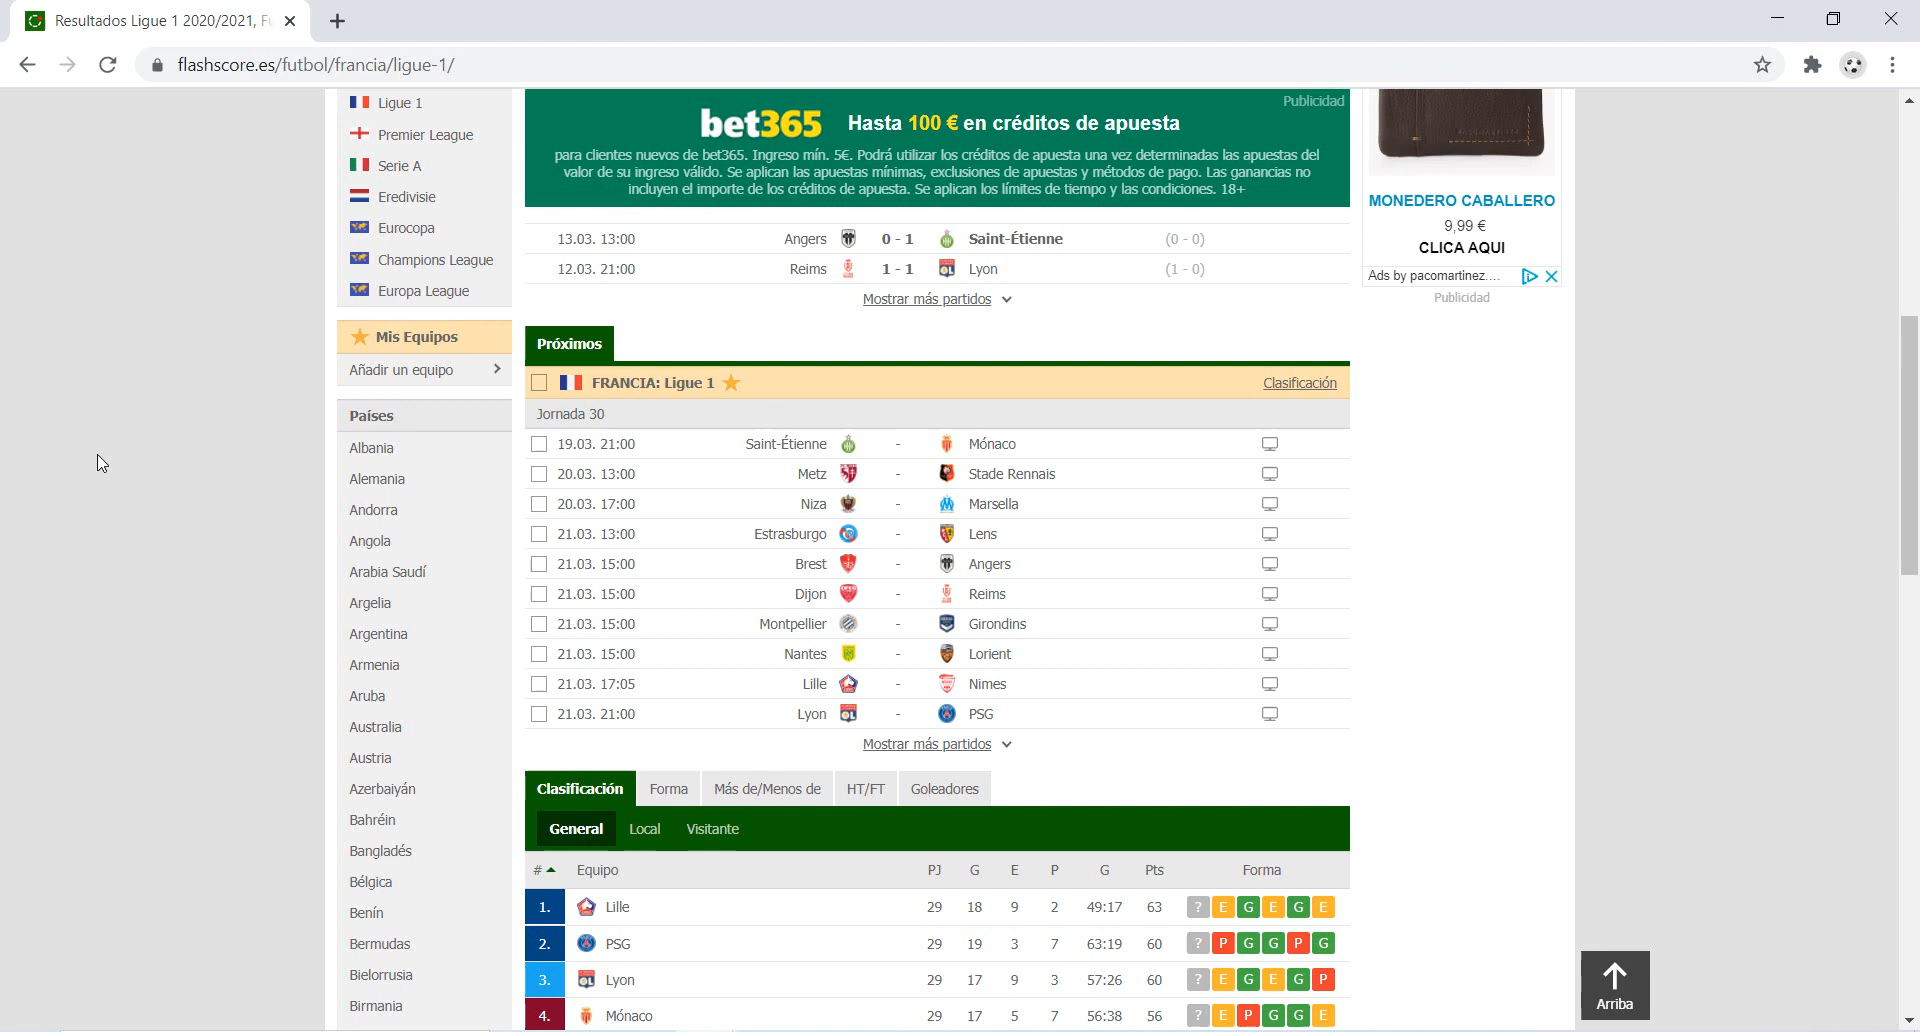 Resultados Ligue 1 2020/2021, Fu
flashscore.es/futbol/francia/ligue-1/
Ligue 1
Premier League
Serie A
Eredivisie
Eurocopa
Champions League
Europa League
Mis Equipos
Añadir un equipo
Países
Albania
Alemania
Andorra
Angola
Arabia Saudí
Argelia
Argentina
Armenia
Aruba
Australia
Austria
Azerbaiyán
Bahréin
Bangladés
Bélgica
Benín
Bermudas
Bielorrusia
Birmania
Publicidad
bet365 Hasta 100 € en créditos de apuesta
para clientes nuevos de bet365. Ingreso mín. 5€. Podrá utilizar los créditos de apuesta una vez determinadas las apuestas del
valor de su ingreso válido. Se aplican las apuestas mínimas, exclusiones de apuestas y métodos de pago. Las ganancias no
incluyen el importe de los créditos de apuesta. Se aplican los límites de tiempo y las condiciones. 18+
13.03. 13:00 Angers 0 - 1 Saint-Étienne (0 - 0)
12.03. 21:00 Reims 1 - 1 Lyon (1 - 0)
Mostrar más partidos
Próximos
FRANCIA: Ligue 1 Clasificación
Jornada 30
19.03. 21:00 Saint-Étienne - Mónaco
20.03. 13:00 Metz - Stade Rennais
20.03. 17:00 Niza - Marsella
21.03. 13:00 Estrasburgo - Lens
21.03. 15:00 Brest - Angers
21.03. 15:00 Dijon - Reims
21.03. 15:00 Montpellier - Girondins
21.03. 15:00 Nantes - Lorient
21.03. 17:05 Lille - Nimes
21.03. 21:00 Lyon - PSG
Mostrar más partidos
Clasificación Forma Más de/Menos de HT/FT Goleadores
General Local Visitante
# Equipo PJ G E P G Pts Forma
1. Lille 29 18 9 2 49:17 63 ? E G E G E
2. PSG 29 19 3 7 63:19 60 ? P G G P G
3. Lyon 29 17 9 3 57:26 60 ? E G E G P
4. Mónaco 29 17 5 7 56:38 56 ? E P G G E
MONEDERO CABALLERO
9,99 €
CLICA AQUI
Ads by pacomartinez....
Publicidad
Arriba